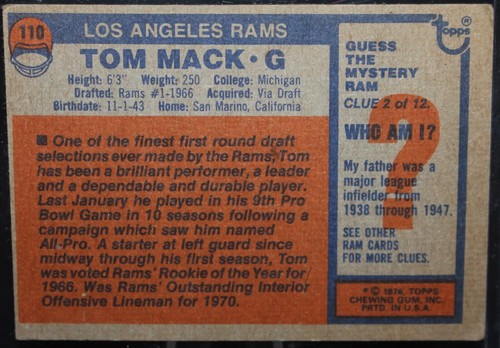 110
LOS ANGELES RAMS
TOM MACK • G
Height: 6'3" Weight: 250 College: Michigan
Drafted: Rams #1-1966 Acquired: Via Draft
Birthdate: 11-1-43 Home: San Marino, California
One of the finest first round draft
selections ever made by the Rams, Tom
has been a brilliant performer, a leader
and a dependable and durable player.
Last January he played in his 9th Pro
Bowl Game in 10 seasons following a
campaign which saw him named
All-Pro. A starter at left guard since
midway through his first season, Tom
was voted Rams' Rookie of the Year for
1966. Was Rams' Outstanding Interior
Offensive Lineman for 1970.
Topps ®
GUESS
THE
MYSTERY
RAM
CLUE 2 of 12.
WHO AM I?
?
My father was a
major league
infielder from
1938 through 1947.
SEE OTHER
RAM CARDS
FOR MORE CLUES.
* © 1976, TOPPS
CHEWING GUM, INC.
PRTD. IN U.S.A.